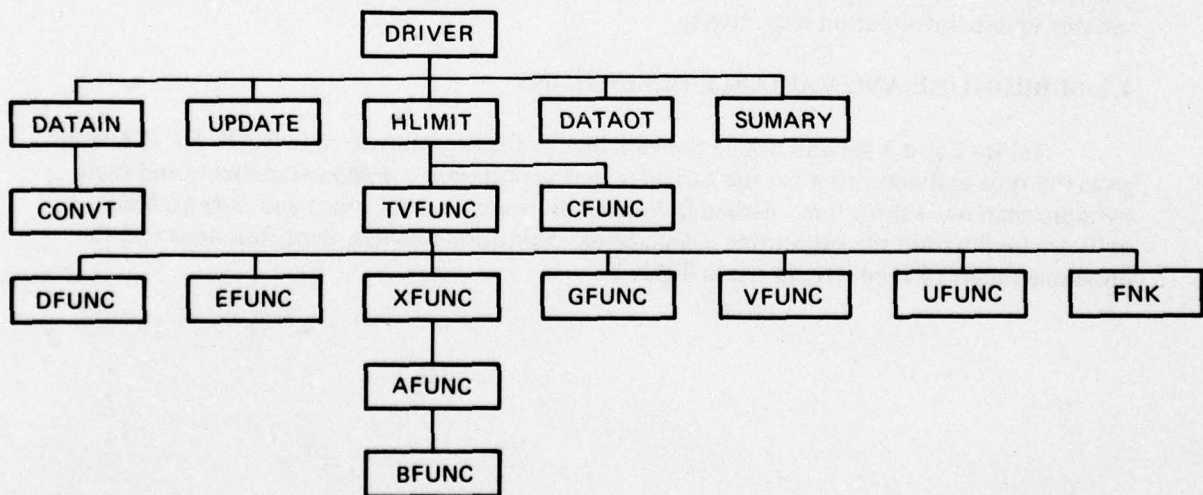 DRIVER
DATAIN UPDATE HLIMIT DATAOT SUMARY
CONVT TVFUNC CFUNC
DFUNC EFUNC XFUNC GFUNC VFUNC UFUNC FNK
AFUNC
BFUNC